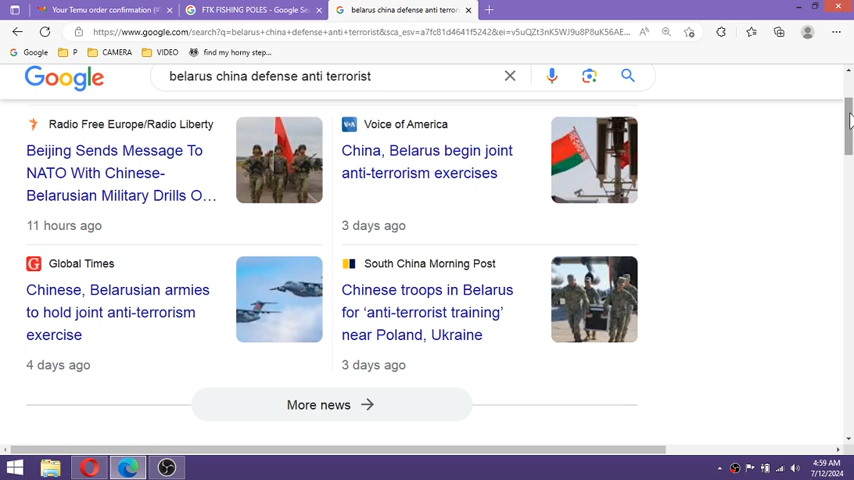 Your Temu order confirmation (#
FTK FISHING POLES - Google Se
belarus china defense anti terror
https://www.google.com/search?q=belarus+china+defense+anti+terrorist&sca_esv=a7fc81d4641f5242&ei=v5uQZt3nK5WJ9u8P8uK56AE...
Google
P
CAMERA
VIDEO
find my horny step...
Google
belarus china defense anti terrorist
Radio Free Europe/Radio Liberty
Beijing Sends Message To
NATO With Chinese-
Belarusian Military Drills O...
11 hours ago
Voice of America
China, Belarus begin joint
anti-terrorism exercises
3 days ago
Global Times
Chinese, Belarusian armies
to hold joint anti-terrorism
exercise
4 days ago
South China Morning Post
Chinese troops in Belarus
for ‘anti-terrorist training’
near Poland, Ukraine
3 days ago
More news
4:59 AM
7/12/2024